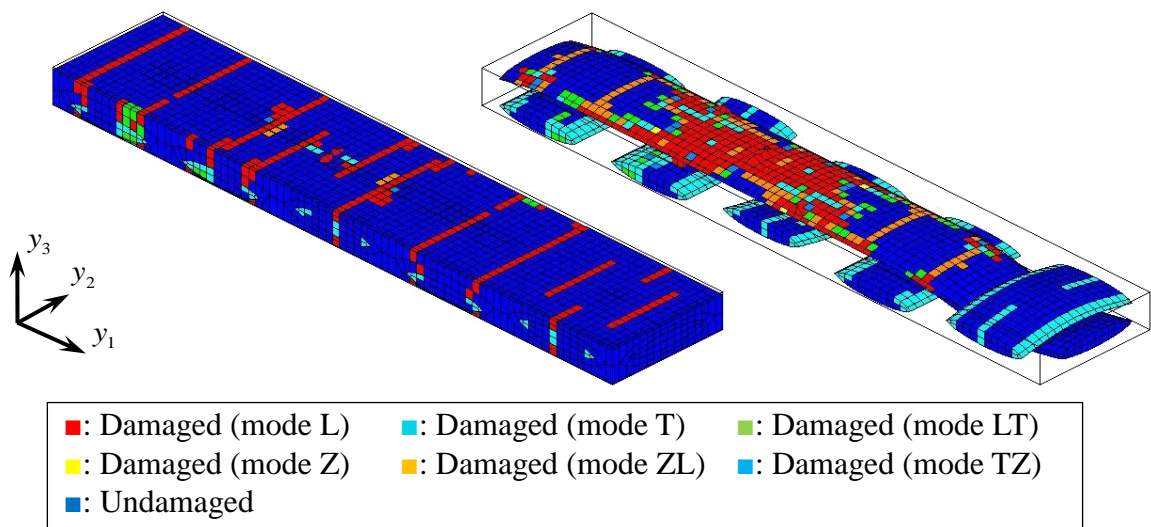 y3
y2
y1
■: Damaged (mode L) ■: Damaged (mode T) ■: Damaged (mode LT)
■: Damaged (mode Z) ■: Damaged (mode ZL) ■: Damaged (mode TZ)
■: Undamaged